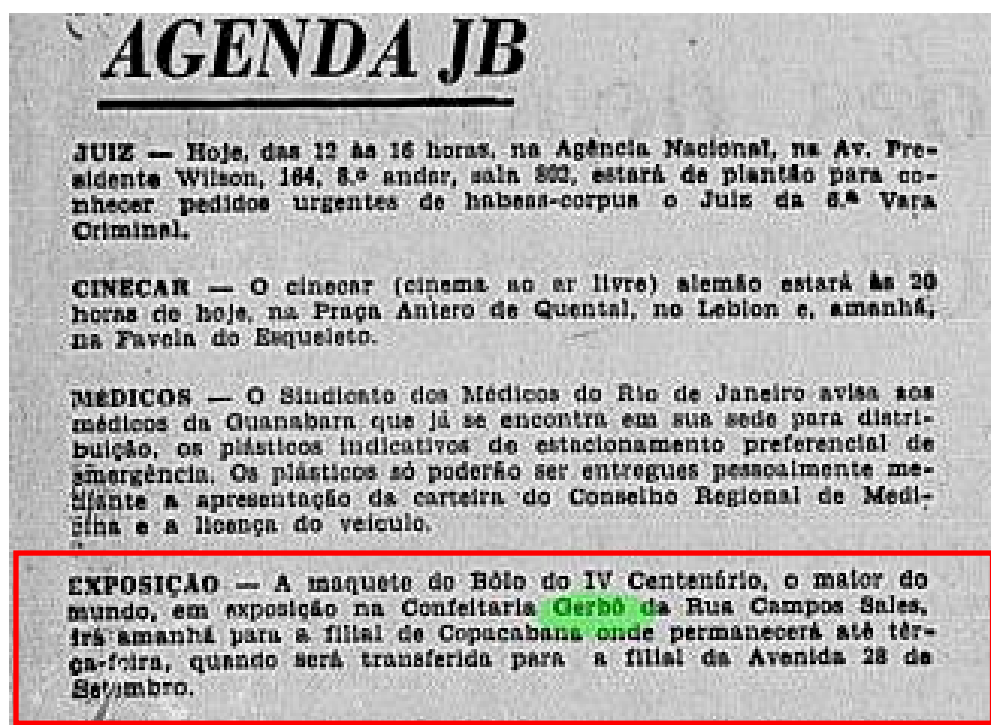 AGENDA JB
JUIZ — Hoje, das 12 às 16 horas, na Agência Nacional, na Av. Pre-
sidente Wilson, 164, 8.º andar, sala 802, estará de plantão para co-
nhecer pedidos urgentes de habeas-corpus o Juiz da 6.ª Vara
Criminal.
CINECAR — O cinecar (cinema ao ar livre) alemão estará às 20
horas de hoje, na Praça Antero de Quental, no Leblon e, amanhã,
na Favela do Esqueleto.
MÉDICOS — O Sindicato dos Médicos do Rio de Janeiro avisa aos
médicos da Guanabara que já se encontra em sua sede para distri-
buição, os plásticos indicativos de estacionamento preferencial de
emergência. Os plásticos só poderão ser entregues pessoalmente me-
diante a apresentação da carteira do Conselho Regional de Medi-
cina e a licença do veículo.
EXPOSIÇÃO — A maquete do Bôlo do IV Centenário, o maior do
mundo, em exposição na Confeitaria Gerbô da Rua Campos Sales,
irá amanhã para a filial de Copacabana onde permanecerá até têr-
ça-feira, quando será transferida para a filial da Avenida 28 de
Setembro.